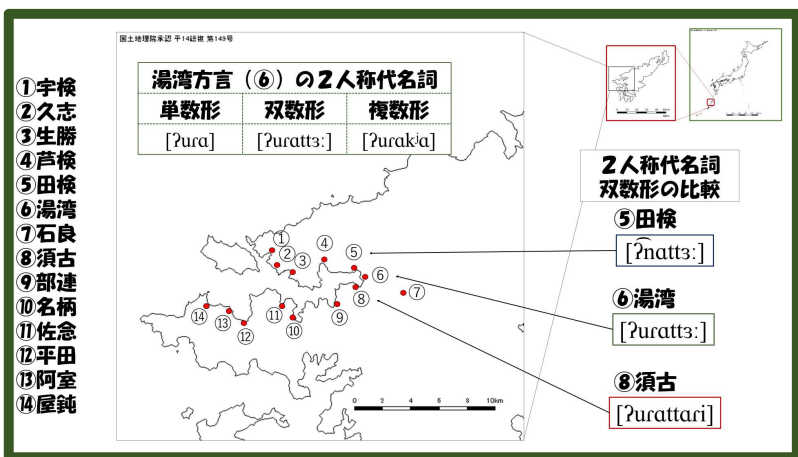 国土地理院承認 平14総複 第149号
①宇検
②久志
③生勝
④芦検
⑤田検
⑥湯湾
⑦石良
⑧須古
⑨部連
⑩名柄
⑪佐念
⑫平田
⑬阿室
⑭屋鈍
湯湾方言（⑥）の2人称代名詞
単数形 双数形 複数形
[ʔuɾa] [ʔuɾattɜː] [ʔuɾakʲa]
① ② ③ ④ ⑤ ⑥ ⑦ ⑧ ⑨ ⑩ ⑪ ⑫ ⑬ ⑭
0 2 4 6 8 10km
2人称代名詞
双数形の比較
⑤田検
[ʔ͡nattɜː]
⑥湯湾
[ʔuɾattɜː]
⑧須古
[ʔuɾattaɾi]